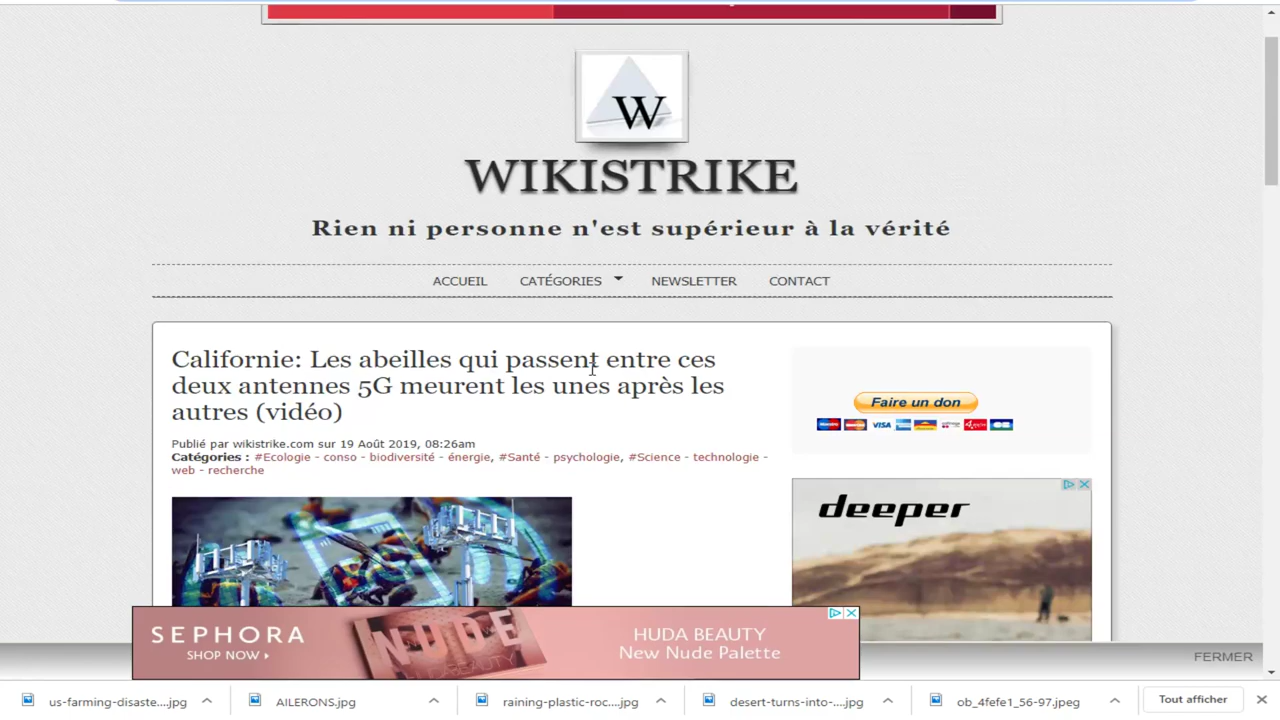 W
WIKISTRIKE
Rien ni personne n'est supérieur à la vérité
ACCUEIL CATÉGORIES NEWSLETTER CONTACT
Californie: Les abeilles qui passent entre ces
deux antennes 5G meurent les unes après les
autres (vidéo)
Publié par wikistrike.com sur 19 Août 2019, 08:26am
Catégories : #Ecologie - conso - biodiversité - énergie, #Santé - psychologie, #Science - technologie -
web - recherche
Faire un don
VISA
deeper
SEPHORA
SHOP NOW
NUDE
HUDA BEAUTY
New Nude Palette
FERMER
us-farming-disaste....jpg
AILERONS.jpg
raining-plastic-roc....jpg
desert-turns-into-....jpg
ob_4fefe1_56-97.jpeg
Tout afficher